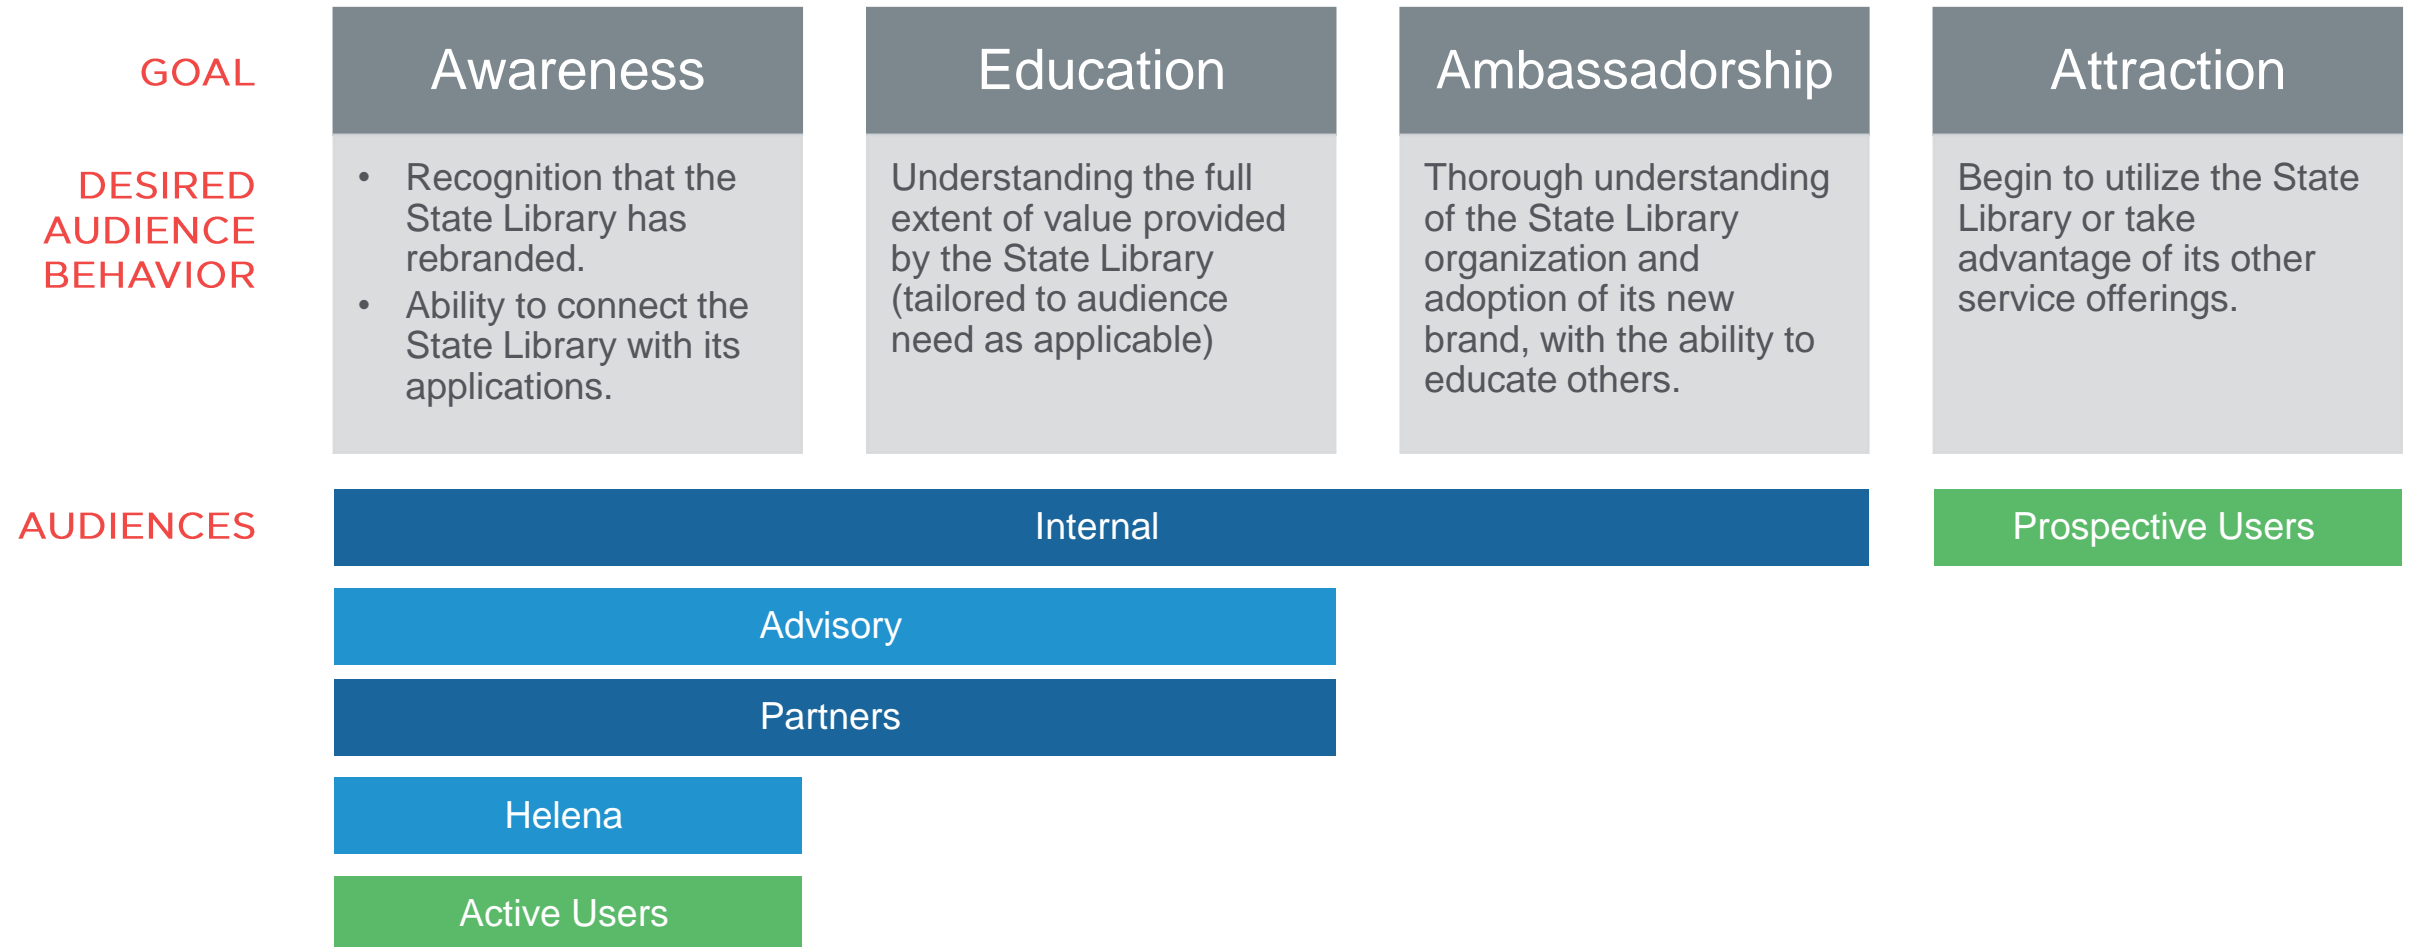 GOAL
Awareness
Education
Ambassadorship
Attraction
DESIRED
AUDIENCE
BEHAVIOR
• Recognition that the
State Library has
rebranded.
• Ability to connect the
State Library with its
applications.
Understanding the full
extent of value provided
by the State Library
(tailored to audience
need as applicable)
Thorough understanding
of the State Library
organization and
adoption of its new
brand, with the ability to
educate others.
Begin to utilize the State
Library or take
advantage of its other
service offerings.
AUDIENCES
Internal
Prospective Users
Advisory
Partners
Helena
Active Users